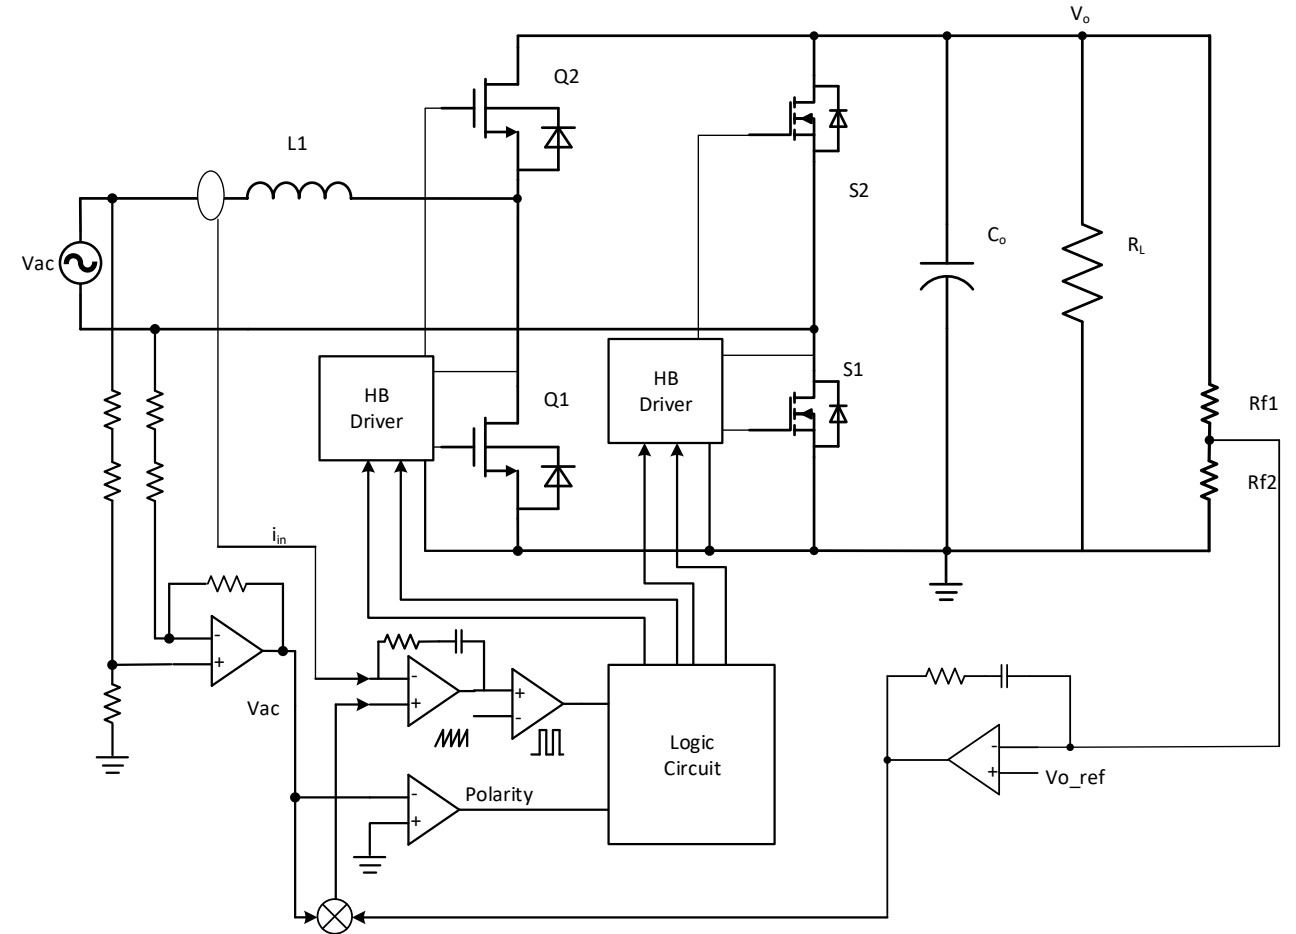 Vo
Q2
L1
S2
Vac
Co
RL
HB
Driver
HB
Driver
S1
Q1
Rf1
Rf2
iin
-
+
Vac
-
+
+
-
Logic
Circuit
-
+
Vo_ref
Polarity
-
+